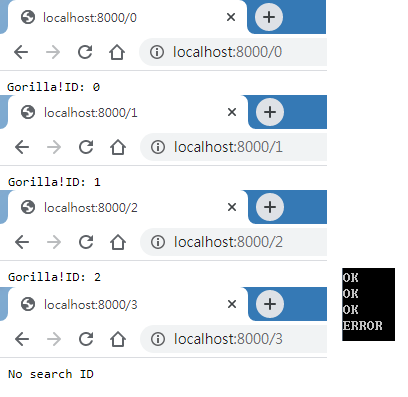 localhost:8000/0
localhost:8000/0
Gorilla!ID: 0
localhost:8000/1
localhost:8000/1
Gorilla!ID: 1
localhost:8000/2
localhost:8000/2
Gorilla!ID: 2
localhost:8000/3
localhost:8000/3
No search ID
OK
OK
OK
ERROR